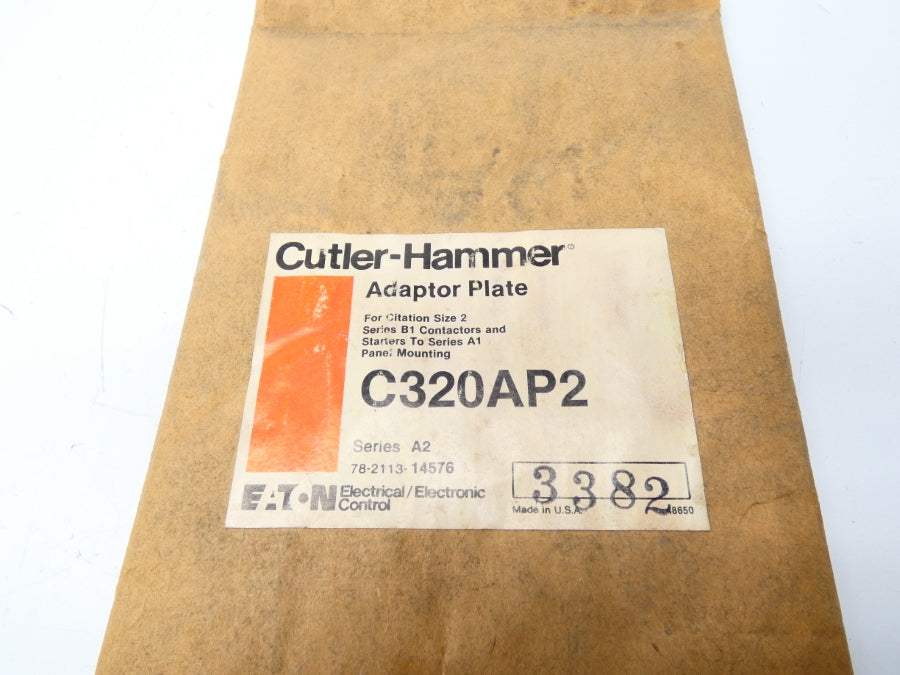 Cutler-Hammer®
Adaptor Plate
For Citation Size 2
Series B1 Contactors and
Starters To Series A1
Panel Mounting
C320AP2
Series A2
78-2113-14576
3382
EATON Electrical/Electronic
Control
Made in U.S.A.
48650